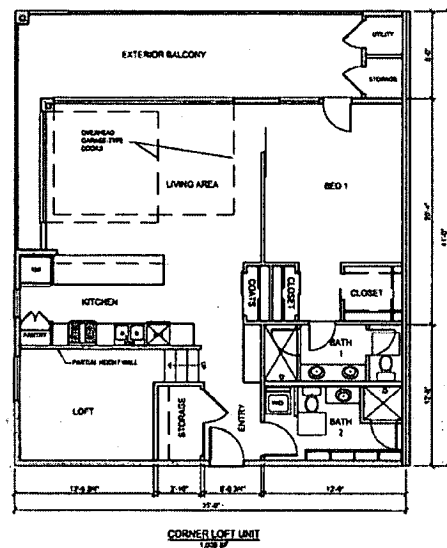 UTILITY
EXTERIOR BALCONY
STORAGE
OVERHEAD
GARAGE-TYPE
DOORS
LIVING AREA
BED 1
COATS
CLOSET
CLOSET
KITCHEN
PANTRY
PARTIAL HEIGHT WALL
BATH
1
LOFT
STORAGE
ENTRY
BATH
2
CORNER LOFT UNIT